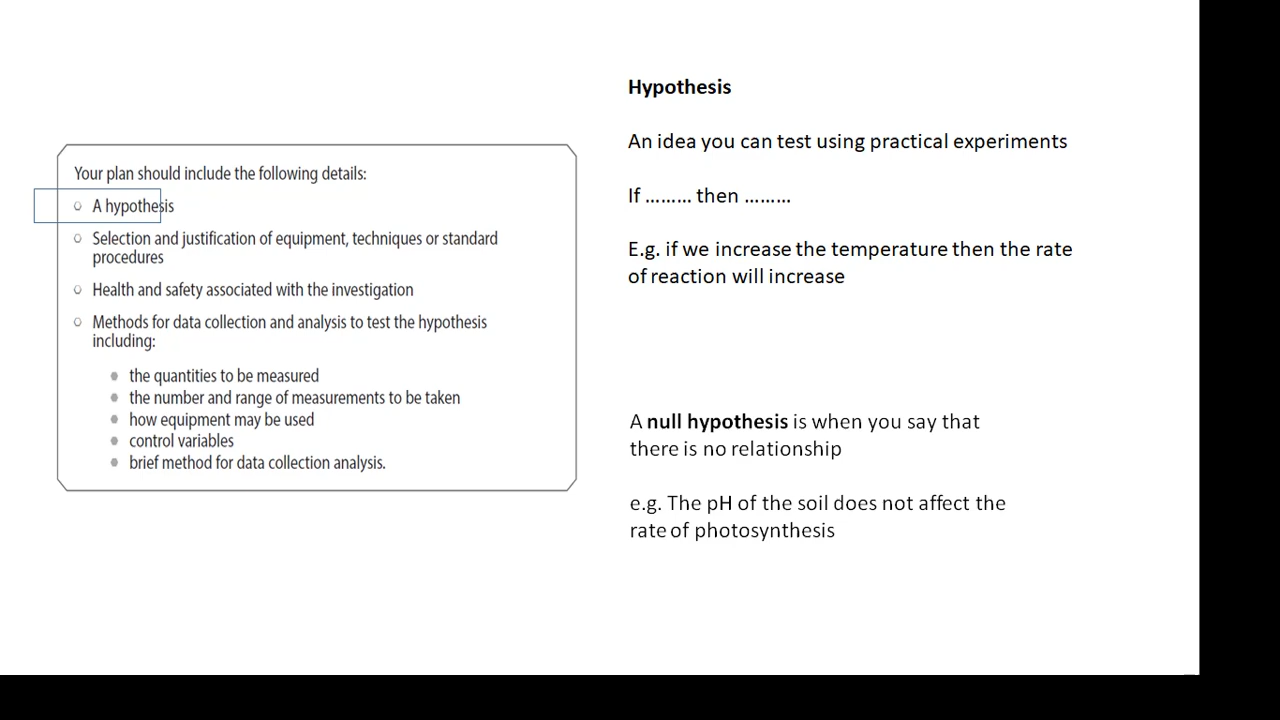 Your plan should include the following details:
A hypothesis
Selection and justification of equipment, techniques or standard
procedures
Health and safety associated with the investigation
Methods for data collection and analysis to test the hypothesis
including:
the quantities to be measured
the number and range of measurements to be taken
how equipment may be used
control variables
brief method for data collection analysis.
Hypothesis
An idea you can test using practical experiments
If ……… then ………
E.g. if we increase the temperature then the rate
of reaction will increase
A null hypothesis is when you say that
there is no relationship
e.g. The pH of the soil does not affect the
rate of photosynthesis